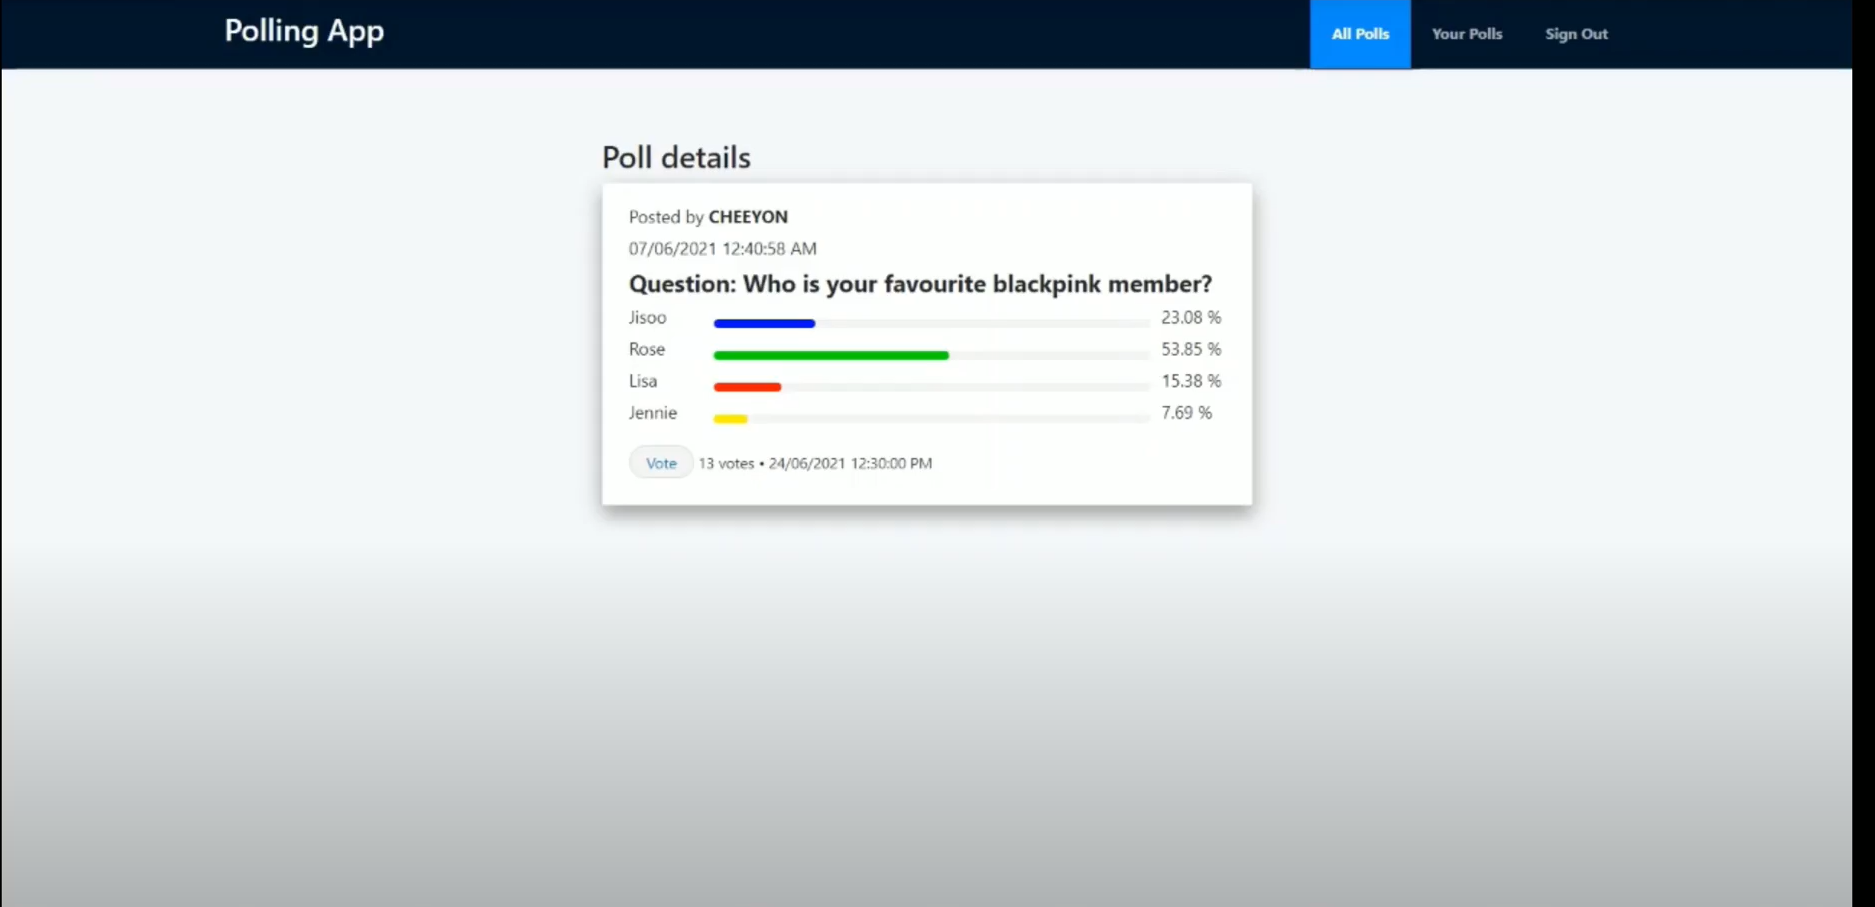 Polling App
All Polls
Your Polls
Sign Out
Poll details
Posted by CHEEYON
07/06/2021 12:40:58 AM
Question: Who is your favourite blackpink member?
Jisoo 23.08 %
Rose 53.85 %
Lisa 15.38 %
Jennie 7.69 %
Vote 13 votes • 24/06/2021 12:30:00 PM